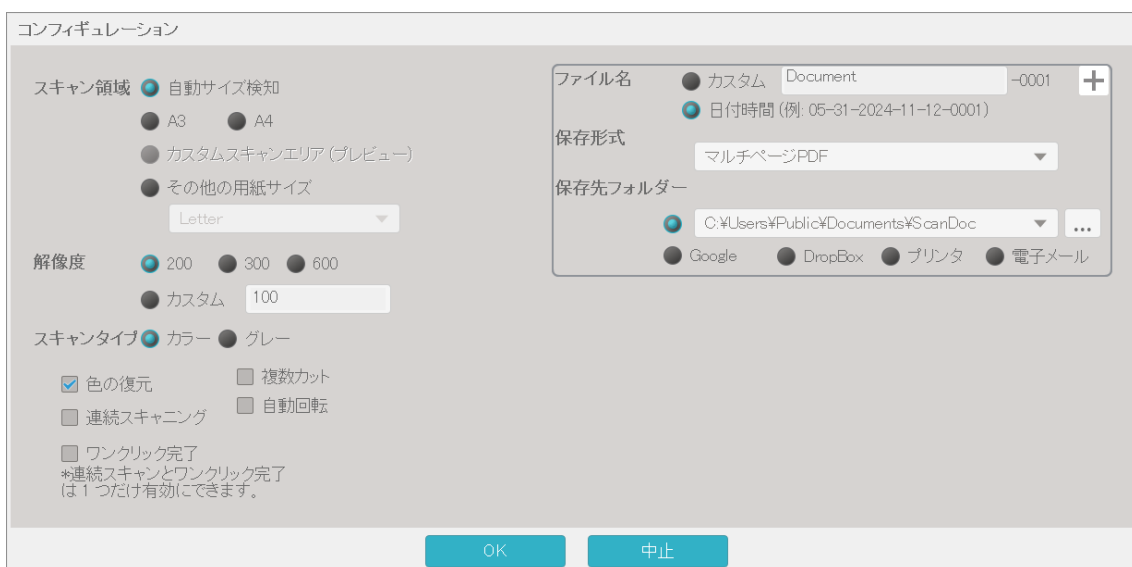 コンフィギュレーション
スキャン領域 自動サイズ検知
A3 A4
カスタムスキャンエリア(プレビュー)
その他の用紙サイズ
Letter
解像度 200 300 600
カスタム 100
スキャンタイプ カラー グレー
色の復元 複数カット
連続スキャニング 自動回転
ワンクリック完了
*連続スキャンとワンクリック完了
は1つだけ有効にできます。
ファイル名 カスタム Document -0001 +
日付時間(例: 05-31-2024-11-12-0001)
保存形式
マルチページPDF
保存先フォルダー
C:¥Users¥Public¥Documents¥ScanDoc ...
Google DropBox プリンタ 電子メール
OK 中止